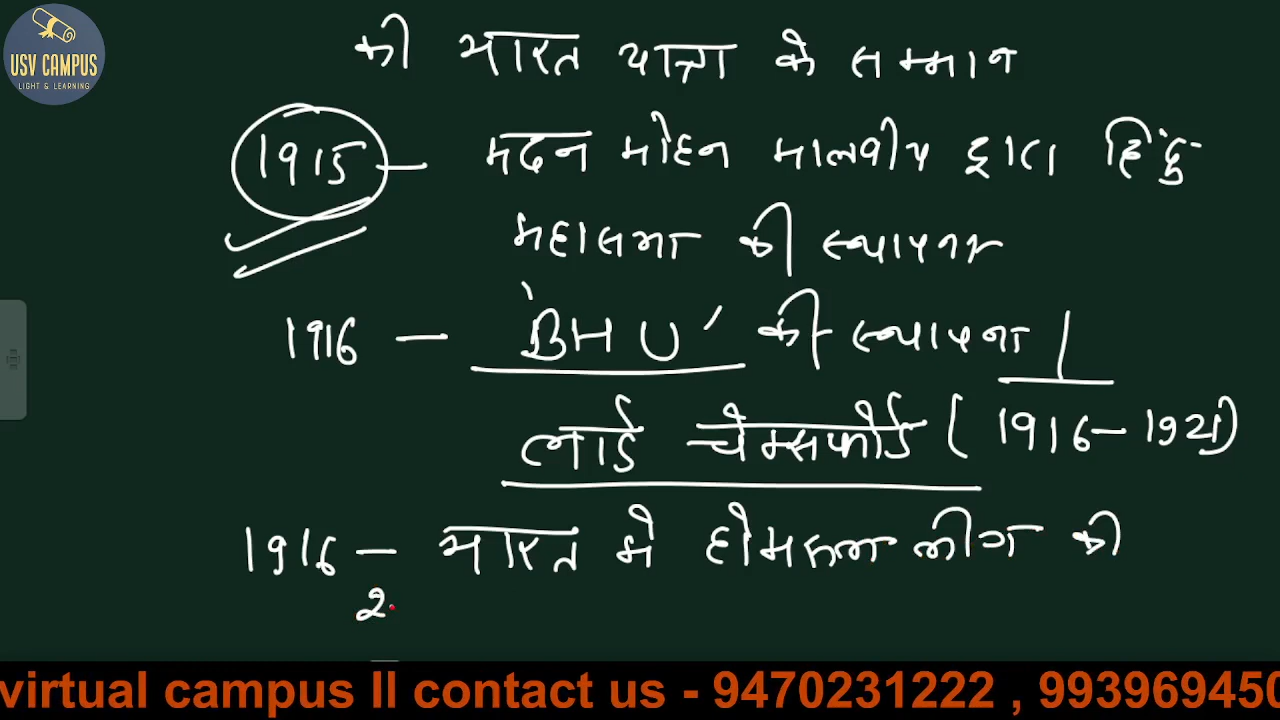 USV CAMPUS
LIGHT & LEARNING
की भारत यात्रा के सम्मान
1915 - मदन मोहन मालवीय द्वारा हिंदु
महासभा की स्थापना
1916 - 'BHU' की स्थापना |
लार्ड चेम्सफोर्ड ( 1916 - 1921)
1916 - भारत मे होमरूल लीग की
2.
virtual campus II contact us - 9470231222 , 993969450